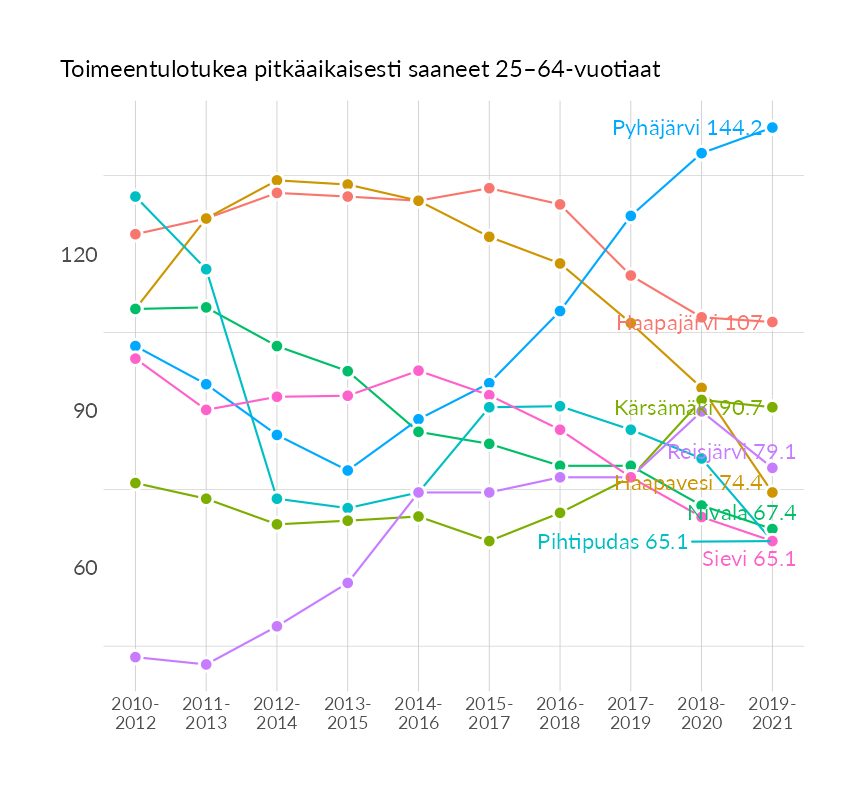 Toimeentulotukea pitkäaikaisesti saaneet 25–64-vuotiaat
Pyhäjärvi 144.2
120
Haapajärvi 107
90
Kärsämäki 90.7
Reisjärvi 79.1
Haapavesi 74.4
Nivala 67.4
Pihtipudas 65.1
Sievi 65.1
60
2010-
2012
2011-
2013
2012-
2014
2013-
2015
2014-
2016
2015-
2017
2016-
2018
2017-
2019
2018-
2020
2019-
2021